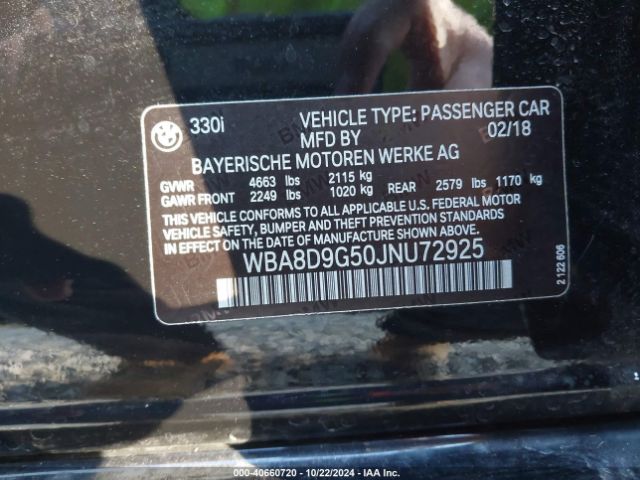 330i VEHICLE TYPE: PASSENGER CAR
MFD BY 02/18
BAYERISCHE MOTOREN WERKE AG
GVWR 4663 lbs 2115 kg
GAWR FRONT 2249 lbs 1020 kg REAR 2579 lbs 1170 kg
THIS VEHICLE CONFORMS TO ALL APPLICABLE U.S. FEDERAL MOTOR
VEHICLE SAFETY, BUMPER AND THEFT PREVENTION STANDARDS
IN EFFECT ON THE DATE OF MANUFACTURE SHOWN ABOVE.
WBA8D9G50JNU72925
2 122 606
000-40660720 - 10/22/2024 - IAA Inc.